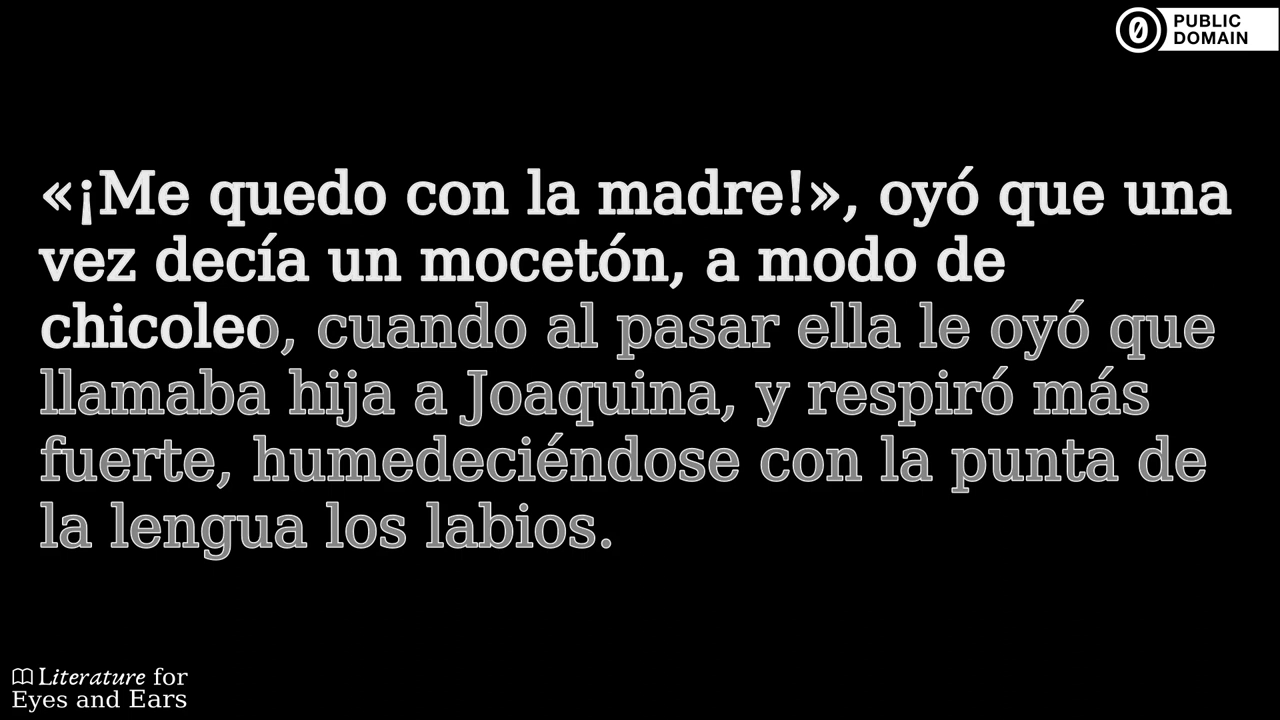 PUBLIC
DOMAIN
«¡Me quedo con la madre!», oyó que una
vez decía un mocetón, a modo de
chicoleo, cuando al pasar ella le oyó que
llamaba hija a Joaquina, y respiró más
fuerte, humedeciéndose con la punta de
la lengua los labios.
Literature for
Eyes and Ears